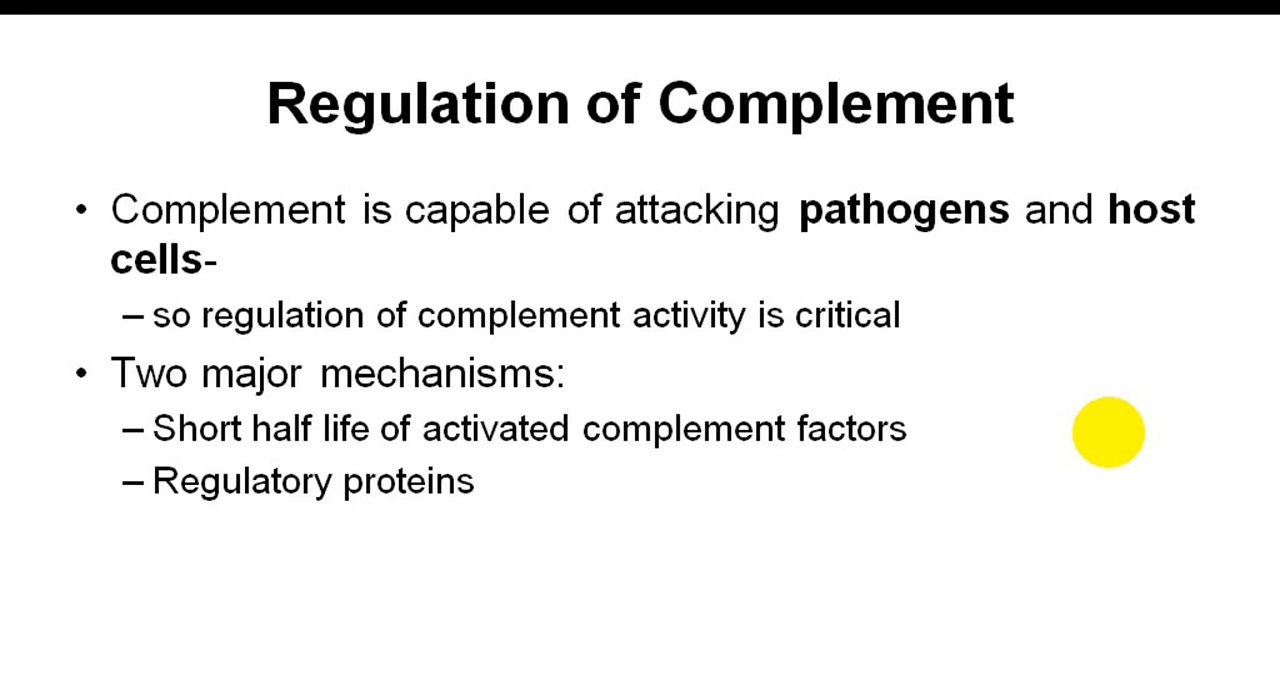 Regulation of Complement
• Complement is capable of attacking pathogens and host
cells-
– so regulation of complement activity is critical
• Two major mechanisms:
– Short half life of activated complement factors
– Regulatory proteins